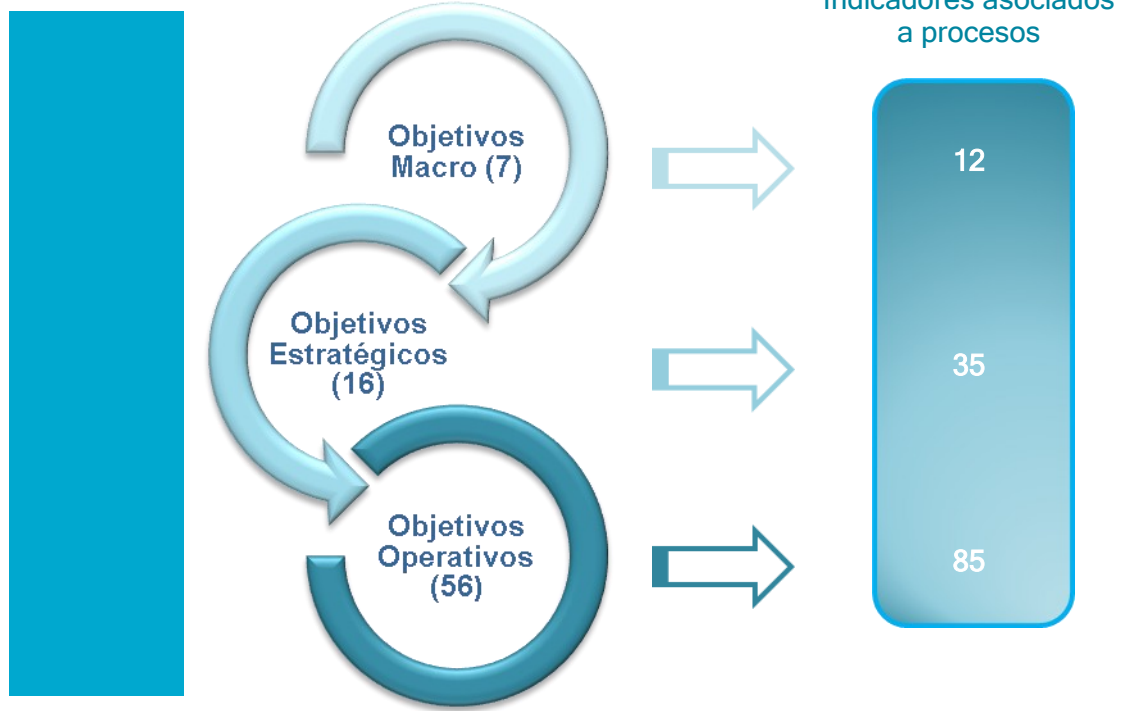 Indicadores asociados
a procesos
Objetivos
Macro (7)
12
Objetivos
Estratégicos
(16)
35
Objetivos
Operativos
(56)
85